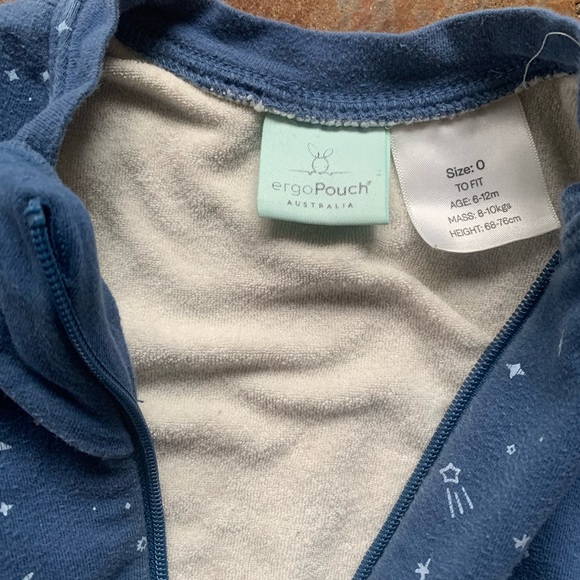 ergoPouch®
AUSTRALIA
Size: 0
TO FIT
AGE: 6-12m
MASS: 8-10kgs
HEIGHT: 68-76cm